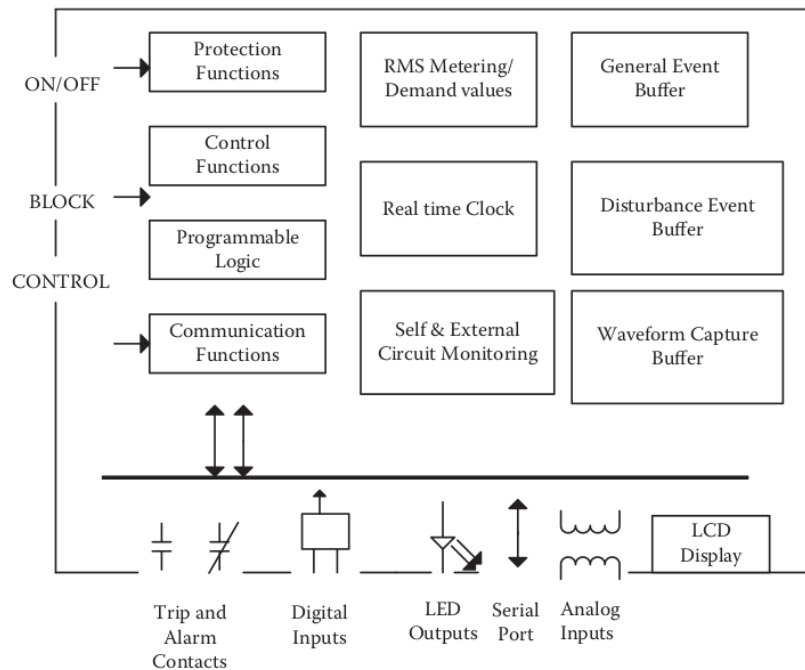 Protection
Functions
RMS Metering/
Demand values
General Event
Buffer
ON/OFF
Control
Functions
BLOCK
Real time Clock
Disturbance Event
Buffer
Programmable
Logic
CONTROL
Communication
Functions
Self & External
Circuit Monitoring
Waveform Capture
Buffer
LCD
Display
Trip and
Alarm
Contacts
Digital
Inputs
LED
Outputs
Serial
Port
Analog
Inputs